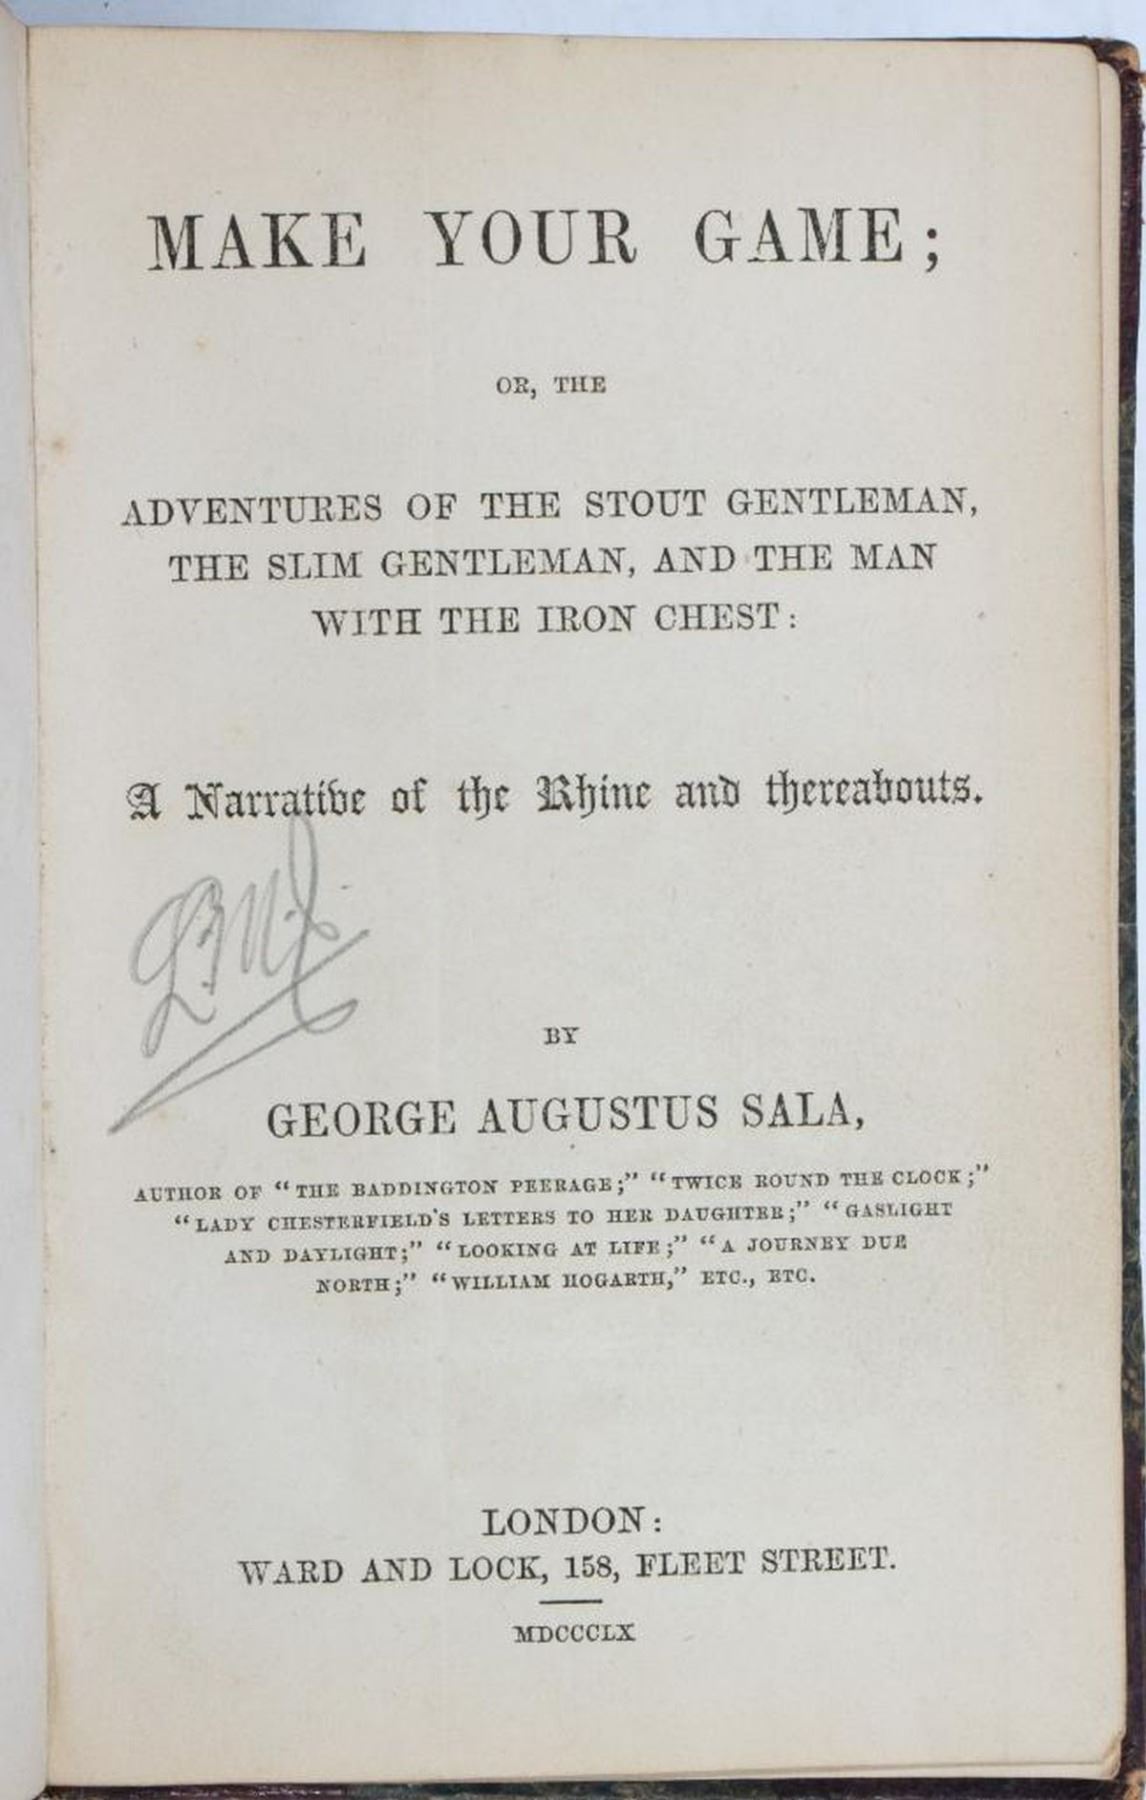 MAKE YOUR GAME;
OR, THE
ADVENTURES OF THE STOUT GENTLEMAN,
THE SLIM GENTLEMAN, AND THE MAN
WITH THE IRON CHEST:
A Narrative of the Rhine and thereabouts.
BY
GEORGE AUGUSTUS SALA,
AUTHOR OF "THE BADDINGTON PEERAGE;" "TWICE ROUND THE CLOCK;"
"LADY CHESTERFIELD'S LETTERS TO HER DAUGHTER;" "GASLIGHT
AND DAYLIGHT;" "LOOKING AT LIFE;" "A JOURNEY DUE
NORTH;" "WILLIAM HOGARTH," ETC., ETC.
LONDON:
WARD AND LOCK, 158, FLEET STREET.
MDCCCLX